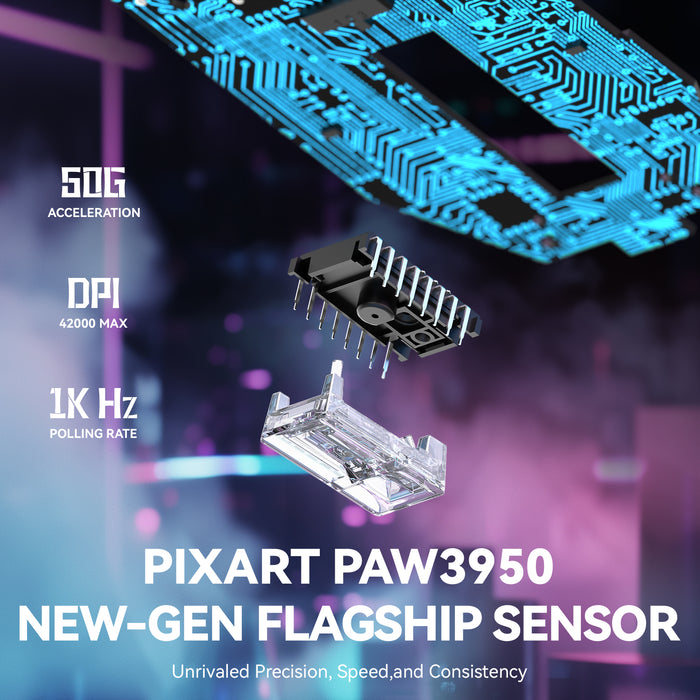 50G
ACCELERATION
DPI
42000 MAX
1K Hz
POLLING RATE
PIXART PAW3950
NEW-GEN FLAGSHIP SENSOR
Unrivaled Precision, Speed,and Consistency